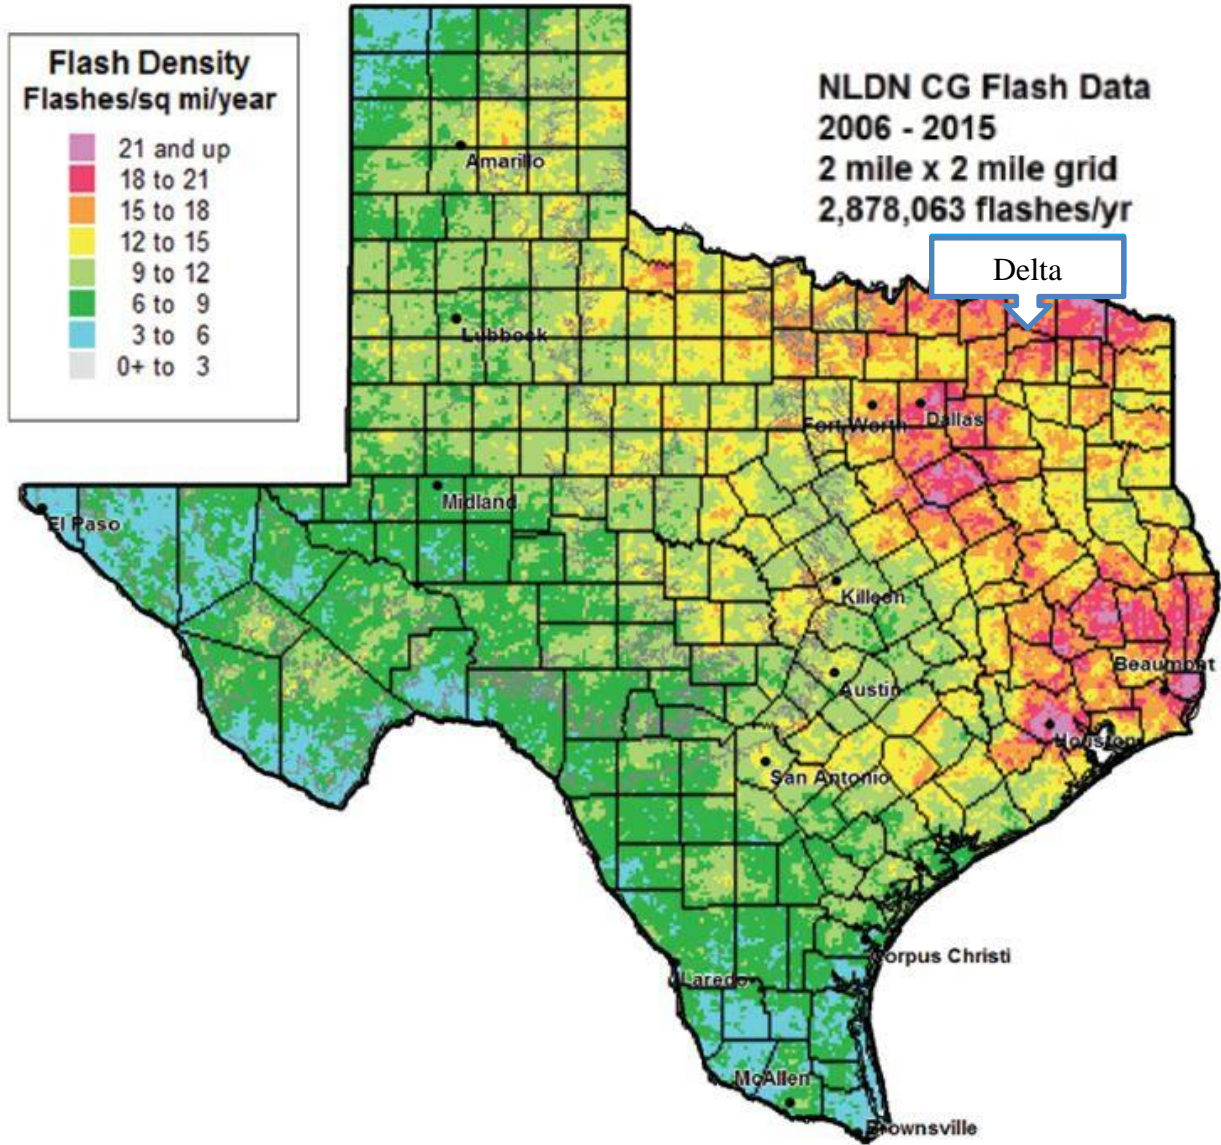 Flash Density
Flashes/sq mi/year
21 and up
18 to 21
15 to 18
12 to 15
9 to 12
6 to 9
3 to 6
0+ to 3
NLDN CG Flash Data
2006 - 2015
2 mile x 2 mile grid
2,878,063 flashes/yr
Delta
Amarillo
Lubbock
Fort Worth
Dallas
Midland
El Paso
Killeen
Beaumont
Austin
Houston
San Antonio
Corpus Christi
Laredo
McAllen
Brownsville